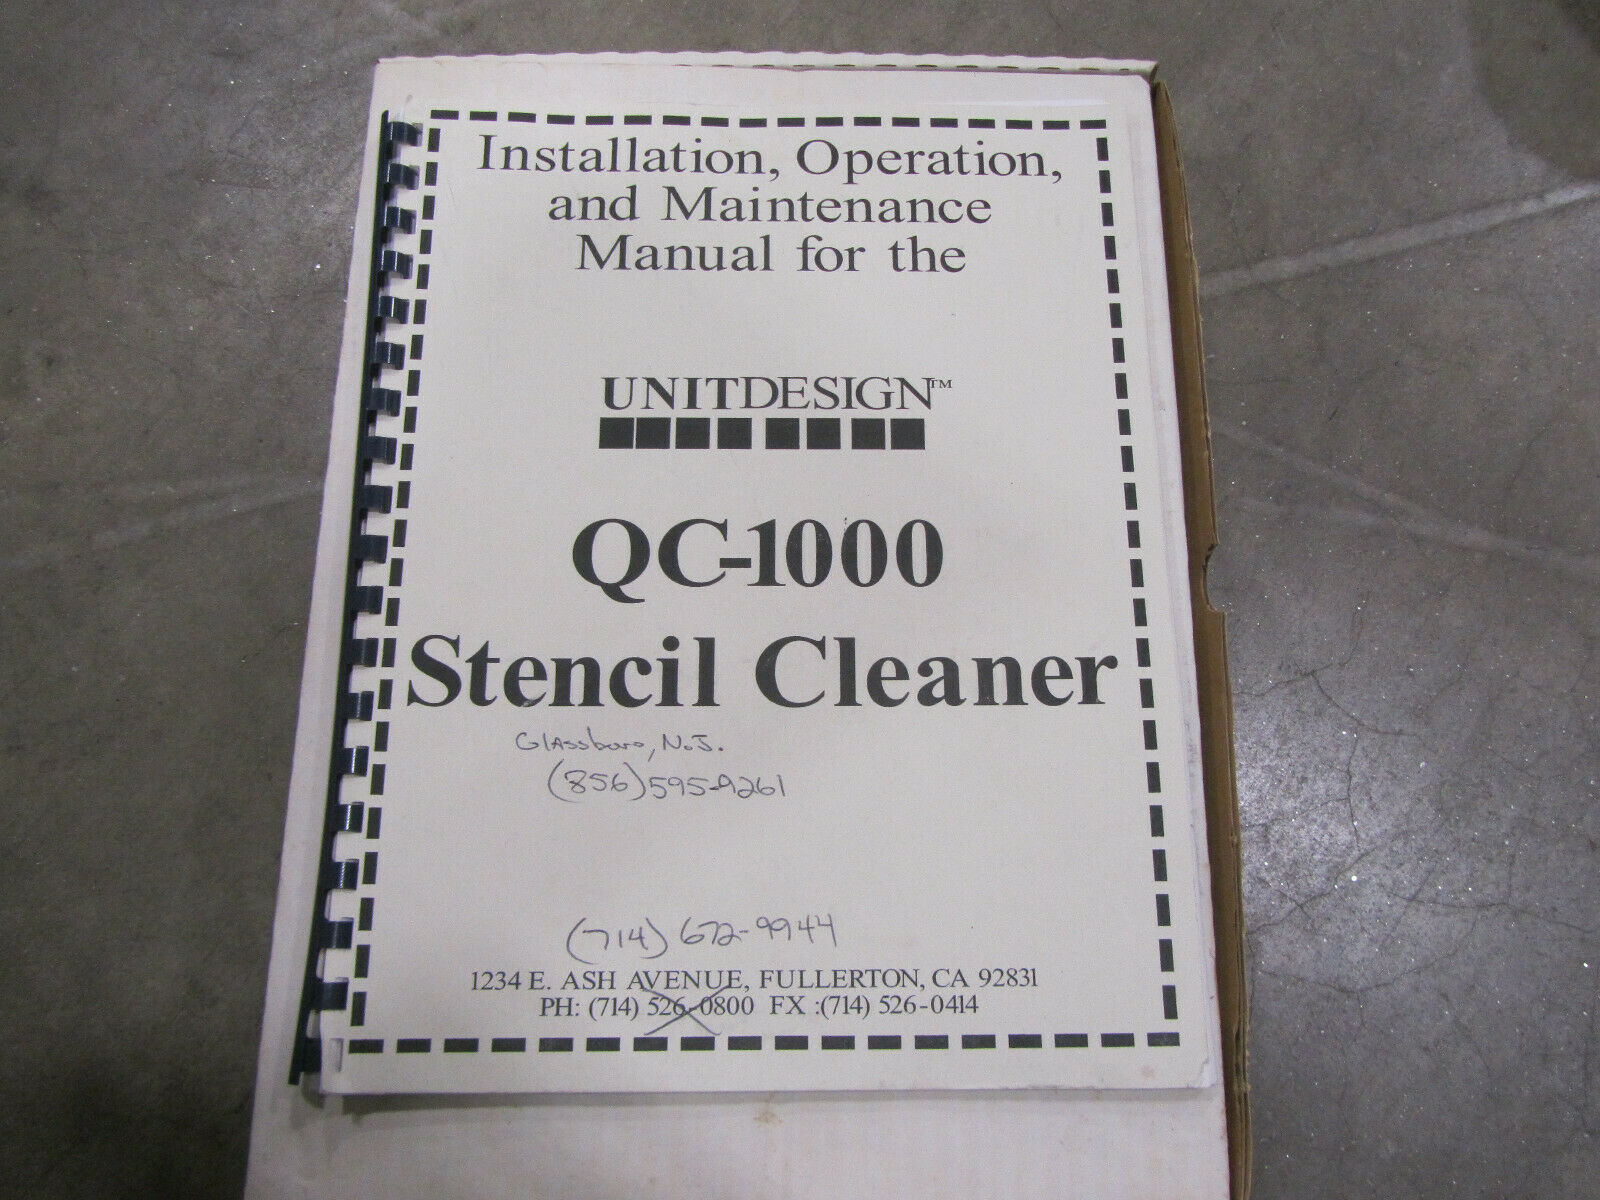 Installation, Operation,
and Maintenance
Manual for the
UNITDESIGN™
QC-1000
Stencil Cleaner
Glassboro, N.J.
(856) 595-9261
(714) 672-9944
1234 E. ASH AVENUE, FULLERTON, CA 92831
PH: (714) 526-0800 FX :(714) 526-0414